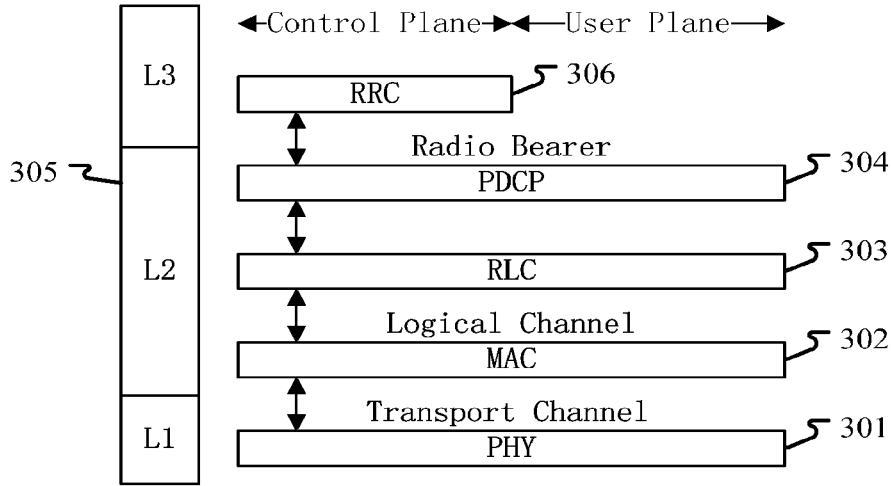 Control Plane User Plane
L3
RRC
306
Radio Bearer
305
PDCP
304
L2
RLC
303
Logical Channel
MAC
302
Transport Channel
L1
PHY
301